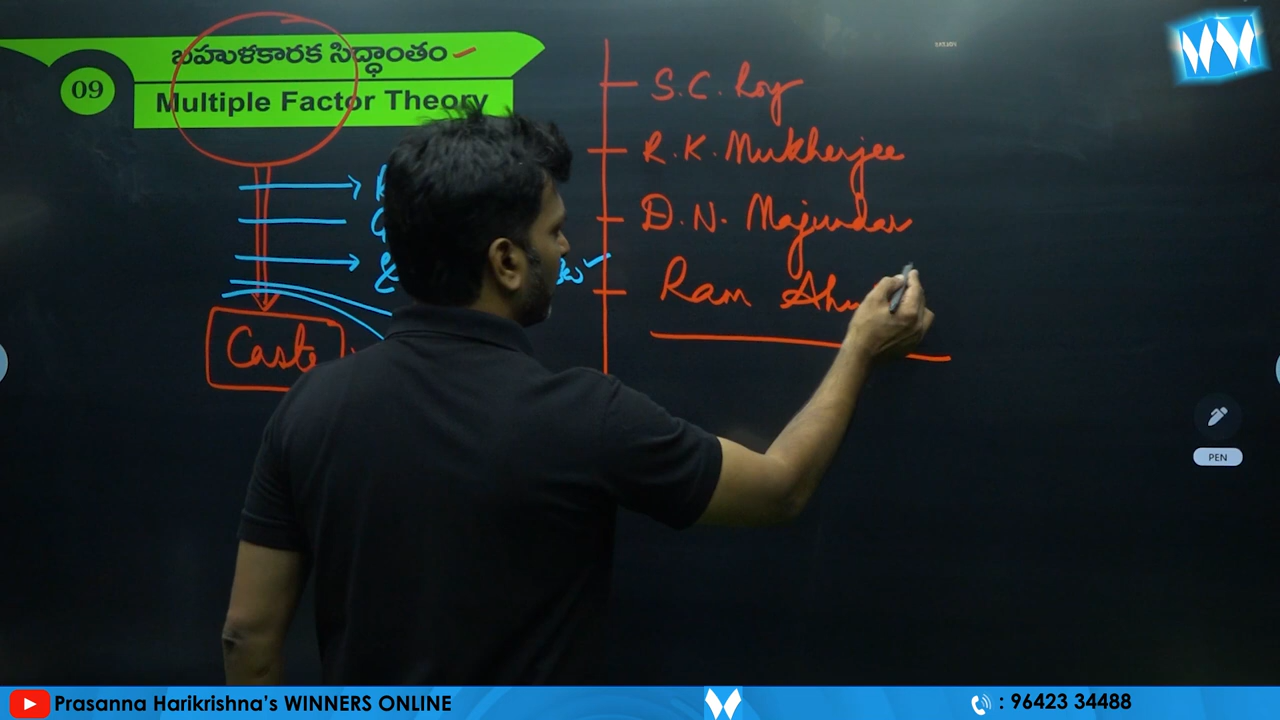 బహుళకారక సిద్ధాంతం
09
Multiple Factor Theory
S.C. Roy
R.K. Mukherjee
D.N. Majumdar
Ram
Caste
PEN
Prasanna Harikrishna's WINNERS ONLINE
: 96423 34488